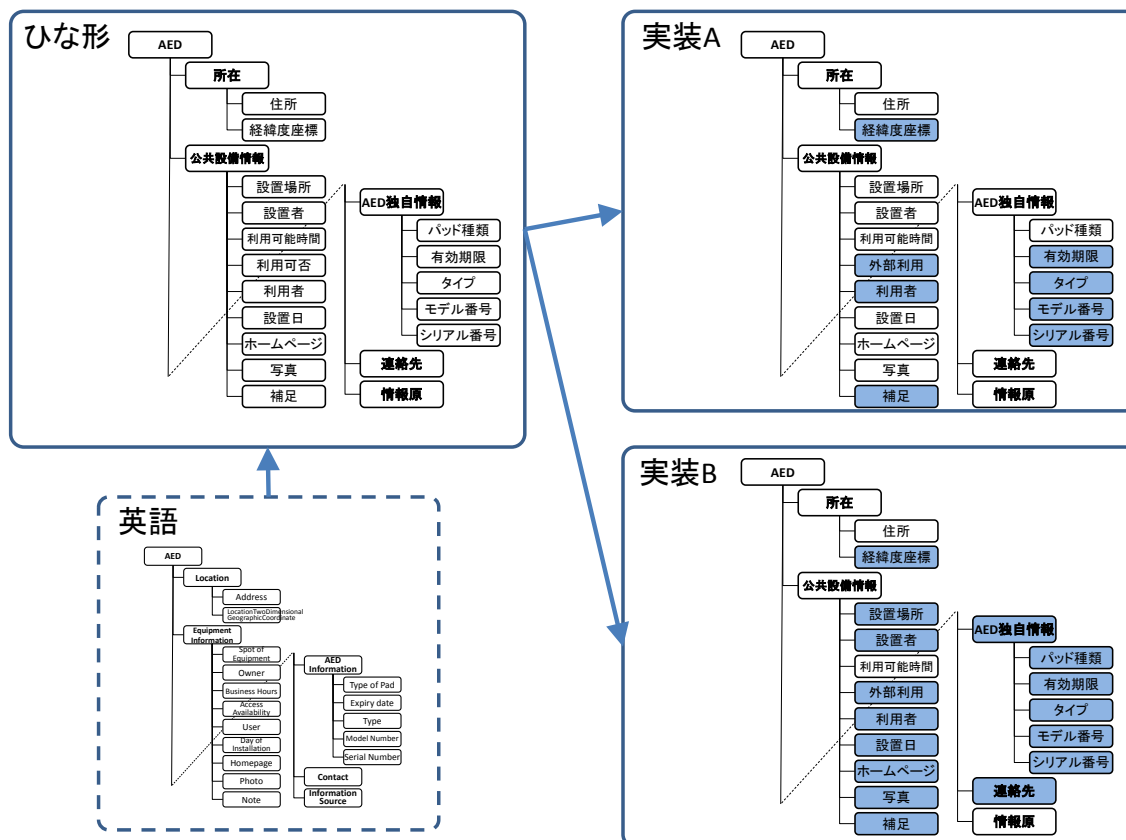 ひな形
AED
所在
住所
経緯度座標
公共設備情報
設置場所
設置者
利用可能時間
利用可否
利用者
設置日
ホームページ
写真
補足
AED独自情報
パッド種類
有効期限
タイプ
モデル番号
シリアル番号
連絡先
情報原
実装A
AED
所在
住所
経緯度座標
公共設備情報
設置場所
設置者
利用可能時間
外部利用
利用者
設置日
ホームページ
写真
補足
AED独自情報
パッド種類
有効期限
タイプ
モデル番号
シリアル番号
連絡先
情報原
英語
AED
Location
Address
LocationTwoDimensional
GeographicCoordinate
Equipment
Information
Spot of
Equipment
Owner
Business Hours
Access
Availability
User
Day of
Installation
Homepage
Photo
Note
AED
Information
Type of Pad
Expiry date
Type
Model Number
Serial Number
Contact
Information
Source
実装B
AED
所在
住所
経緯度座標
公共設備情報
設置場所
設置者
利用可能時間
外部利用
利用者
設置日
ホームページ
写真
補足
AED独自情報
パッド種類
有効期限
タイプ
モデル番号
シリアル番号
連絡先
情報原